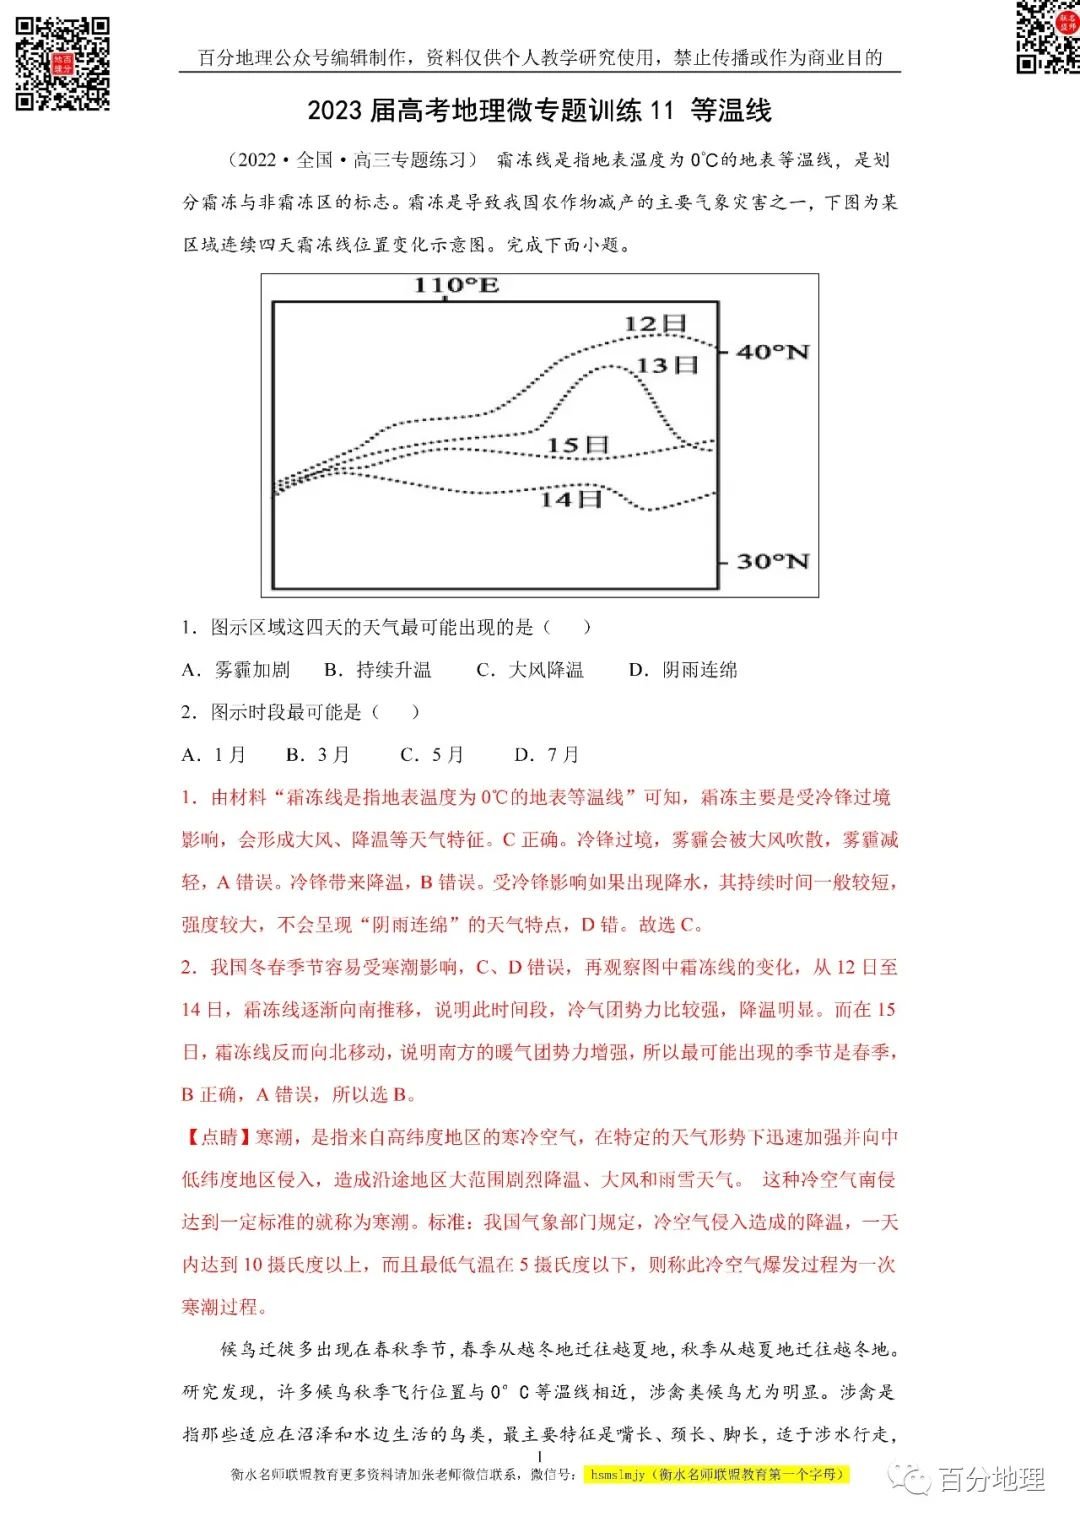 百分地理公众号编辑制作，资料仅供个人教学研究使用，禁止传播或作为商业目的
2023 届高考地理微专题训练 11 等温线
（2022·全国·高三专题练习） 霜冻线是指地表温度为 0℃的地表等温线，是划
分霜冻与非霜冻区的标志。霜冻是导致我国农作物减产的主要气象灾害之一，下图为某
区域连续四天霜冻线位置变化示意图。完成下面小题。
110°E
12日
40°N
13日
15日
14日
30°N
1．图示区域这四天的天气最可能出现的是（ ）
A．雾霾加剧 B．持续升温 C．大风降温 D．阴雨连绵
2．图示时段最可能是（ ）
A．1 月 B．3 月 C．5 月 D．7 月
1．由材料“霜冻线是指地表温度为 0℃的地表等温线”可知，霜冻主要是受冷锋过境
影响，会形成大风、降温等天气特征。C 正确。冷锋过境，雾霾会被大风吹散，雾霾减
轻，A 错误。冷锋带来降温，B 错误。受冷锋影响如果出现降水，其持续时间一般较短，
强度较大，不会呈现“阴雨连绵”的天气特点，D 错。故选 C。
2．我国冬春季节容易受寒潮影响，C、D 错误，再观察图中霜冻线的变化，从 12 日至
14 日，霜冻线逐渐向南推移，说明此时间段，冷气团势力比较强，降温明显。而在 15
日，霜冻线反而向北移动，说明南方的暖气团势力增强，所以最可能出现的季节是春季，
B 正确，A 错误，所以选 B。
【点睛】寒潮，是指来自高纬度地区的寒冷空气，在特定的天气形势下迅速加强并向中
低纬度地区侵入，造成沿途地区大范围剧烈降温、大风和雨雪天气。 这种冷空气南侵
达到一定标准的就称为寒潮。标准：我国气象部门规定，冷空气侵入造成的降温，一天
内达到 10 摄氏度以上，而且最低气温在 5 摄氏度以下，则称此冷空气爆发过程为一次
寒潮过程。
候鸟迁徙多出现在春秋季节，春季从越冬地迁往越夏地，秋季从越夏地迁往越冬地。
研究发现，许多候鸟秋季飞行位置与 0°C 等温线相近，涉禽类候鸟尤为明显。涉禽是
指那些适应在沼泽和水边生活的鸟类，最主要特征是嘴长、颈长、脚长，适于涉水行走，
1
衡水名师联盟教育更多资料请加张老师微信联系，微信号： hsmslmjy（衡水名师联盟教育第一个字母）
百分地理